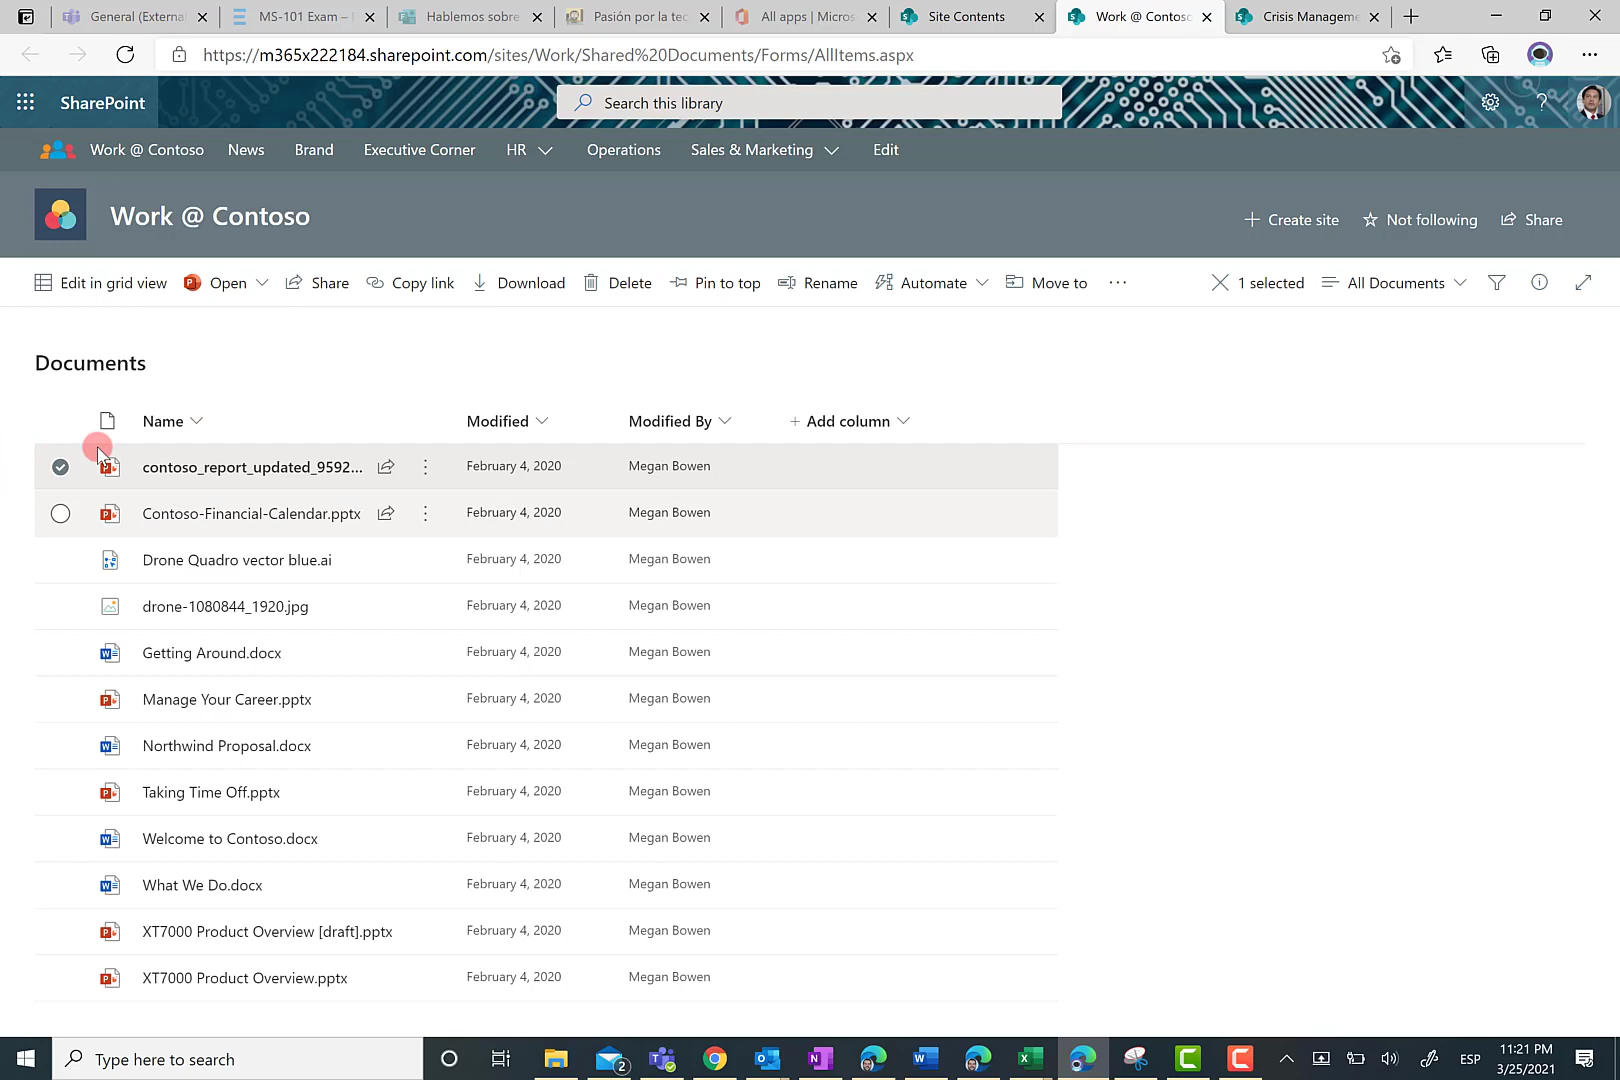 General (Externa
MS-101 Exam –
Hablemos sobre
Pasión por la tec
All apps | Micros
Site Contents
Work @ Contoso
Crisis Manageme
https://m365x222184.sharepoint.com/sites/Work/Shared%20Documents/Forms/AllItems.aspx
SharePoint
Search this library
Work @ Contoso
News
Brand
Executive Corner
HR
Operations
Sales & Marketing
Edit
Work @ Contoso
Create site
Not following
Share
Edit in grid view
Open
Share
Copy link
Download
Delete
Pin to top
Rename
Automate
Move to
1 selected
All Documents
Documents
Name
Modified
Modified By
Add column
contoso_report_updated_9592... February 4, 2020 Megan Bowen
Contoso-Financial-Calendar.pptx February 4, 2020 Megan Bowen
Drone Quadro vector blue.ai February 4, 2020 Megan Bowen
drone-1080844_1920.jpg February 4, 2020 Megan Bowen
Getting Around.docx February 4, 2020 Megan Bowen
Manage Your Career.pptx February 4, 2020 Megan Bowen
Northwind Proposal.docx February 4, 2020 Megan Bowen
Taking Time Off.pptx February 4, 2020 Megan Bowen
Welcome to Contoso.docx February 4, 2020 Megan Bowen
What We Do.docx February 4, 2020 Megan Bowen
XT7000 Product Overview [draft].pptx February 4, 2020 Megan Bowen
XT7000 Product Overview.pptx February 4, 2020 Megan Bowen
Type here to search
2
ESP
11:21 PM
3/25/2021